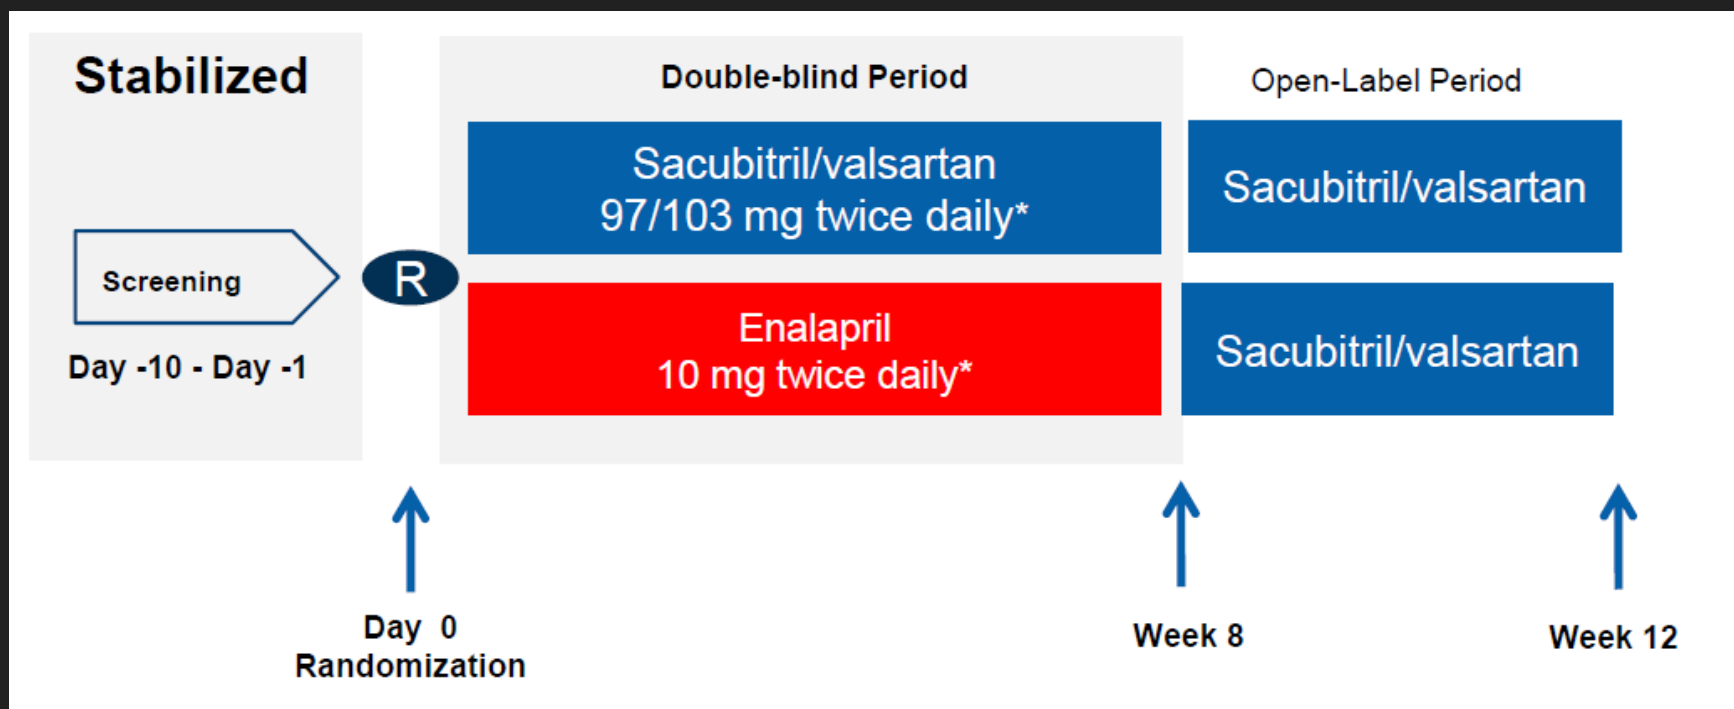 Stabilized
Double-blind Period
Open-Label Period
Sacubitril/valsartan
97/103 mg twice daily*
Sacubitril/valsartan
Screening
R
Enalapril
10 mg twice daily*
Sacubitril/valsartan
Day -10 - Day -1
Day 0
Randomization
Week 8
Week 12